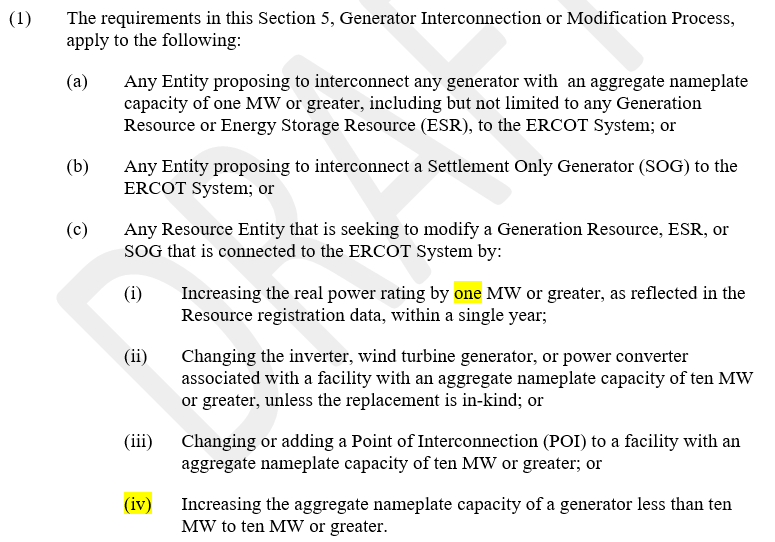 (1) The requirements in this Section 5, Generator Interconnection or Modification Process,
apply to the following:
(a) Any Entity proposing to interconnect any generator with an aggregate nameplate
capacity of one MW or greater, including but not limited to any Generation
Resource or Energy Storage Resource (ESR), to the ERCOT System; or
(b) Any Entity proposing to interconnect a Settlement Only Generator (SOG) to the
ERCOT System; or
(c) Any Resource Entity that is seeking to modify a Generation Resource, ESR, or
SOG that is connected to the ERCOT System by:
(i) Increasing the real power rating by one MW or greater, as reflected in the
Resource registration data, within a single year;
(ii) Changing the inverter, wind turbine generator, or power converter
associated with a facility with an aggregate nameplate capacity of ten MW
or greater, unless the replacement is in-kind; or
(iii) Changing or adding a Point of Interconnection (POI) to a facility with an
aggregate nameplate capacity of ten MW or greater; or
(iv) Increasing the aggregate nameplate capacity of a generator less than ten
MW to ten MW or greater.
DRAFT